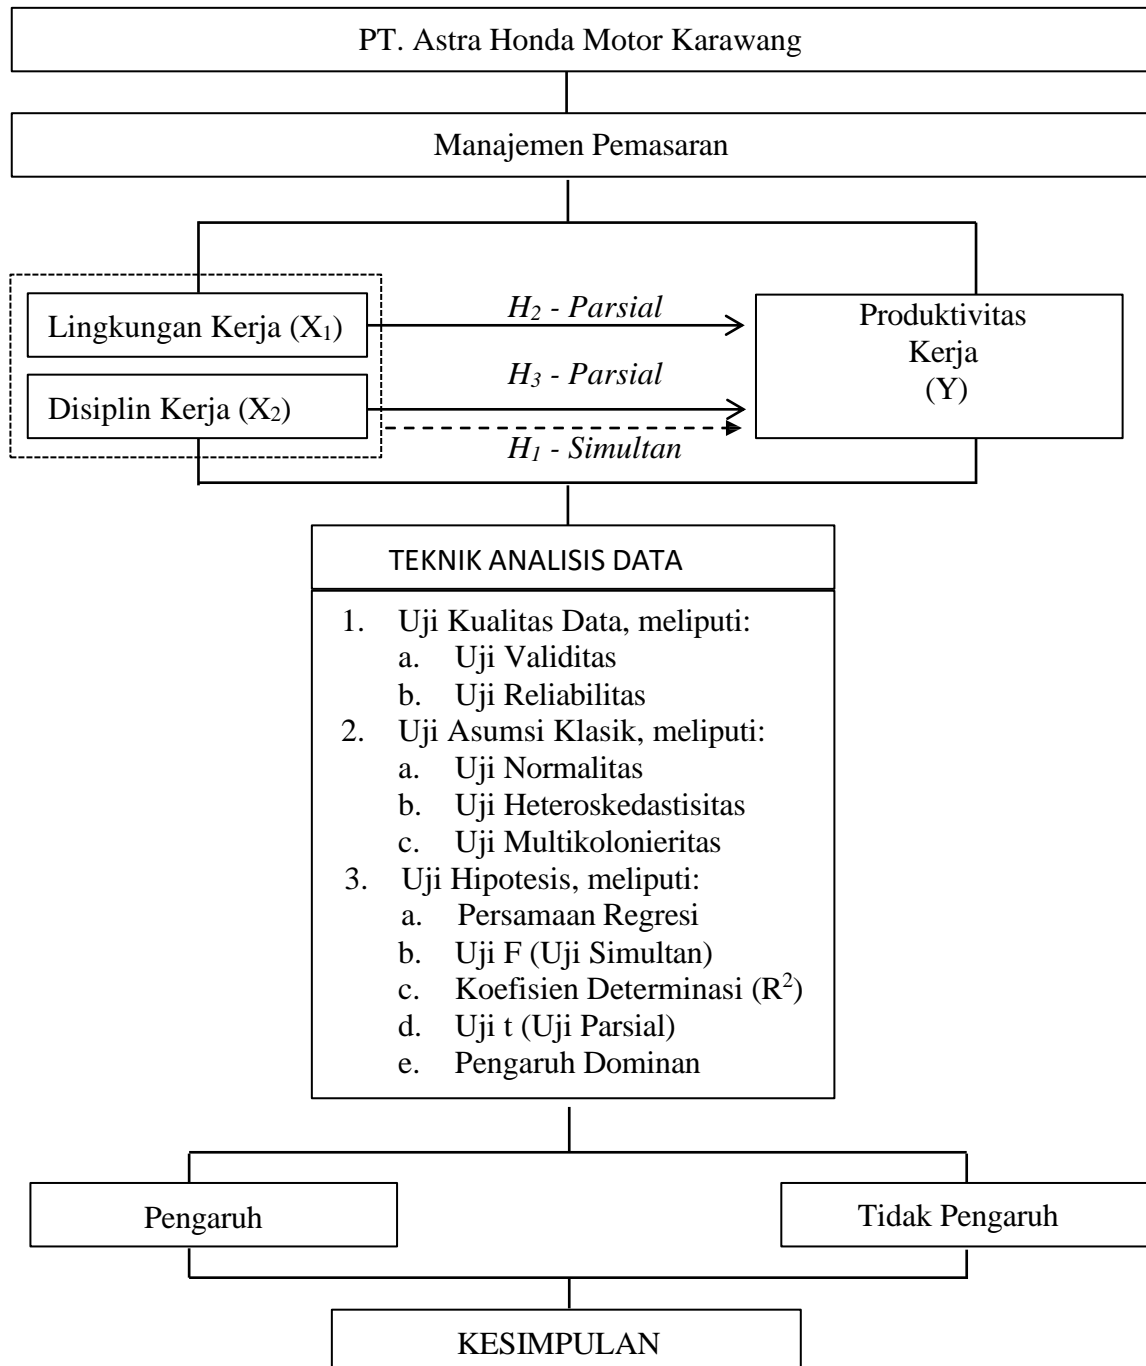 PT. Astra Honda Motor Karawang
Manajemen Pemasaran
Lingkungan Kerja (X₁)
H₂ - Parsial
Produktivitas
Kerja
(Y)
H₃ - Parsial
Disiplin Kerja (X₂)
H₁ - Simultan
TEKNIK ANALISIS DATA
1. Uji Kualitas Data, meliputi:
a. Uji Validitas
b. Uji Reliabilitas
2. Uji Asumsi Klasik, meliputi:
a. Uji Normalitas
b. Uji Heteroskedastisitas
c. Uji Multikolonieritas
3. Uji Hipotesis, meliputi:
a. Persamaan Regresi
b. Uji F (Uji Simultan)
c. Koefisien Determinasi (R²)
d. Uji t (Uji Parsial)
e. Pengaruh Dominan
Pengaruh
Tidak Pengaruh
KESIMPULAN